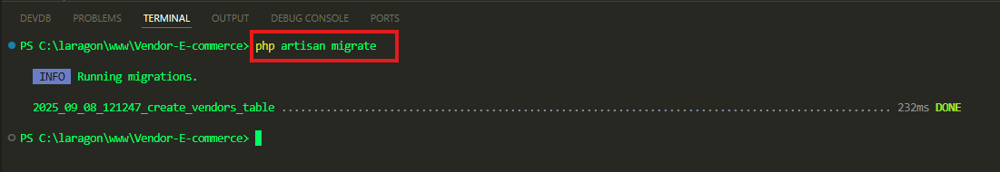 DEVDB PROBLEMS TERMINAL OUTPUT DEBUG CONSOLE PORTS
PS C:\laragon\www\Vendor-E-commerce> php artisan migrate
INFO Running migrations.
2025_09_08_121247_create_vendors_table ................................................................................................... 232ms DONE
PS C:\laragon\www\Vendor-E-commerce>